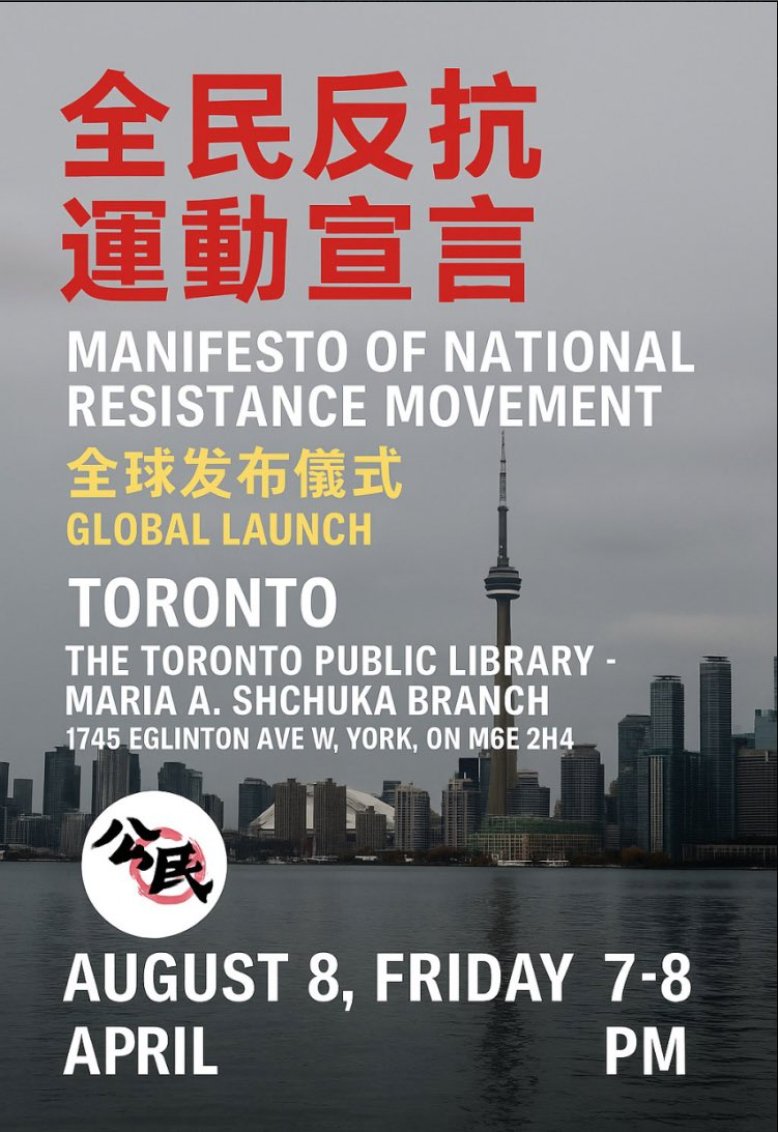 全民反抗
運動宣言
MANIFESTO OF NATIONAL
RESISTANCE MOVEMENT
全球发布儀式
GLOBAL LAUNCH
TORONTO
THE TORONTO PUBLIC LIBRARY -
MARIA A. SHCHUKA BRANCH
1745 EGLINTON AVE W, YORK, ON M6E 2H4
公民
AUGUST 8, FRIDAY 7-8
APRIL PM